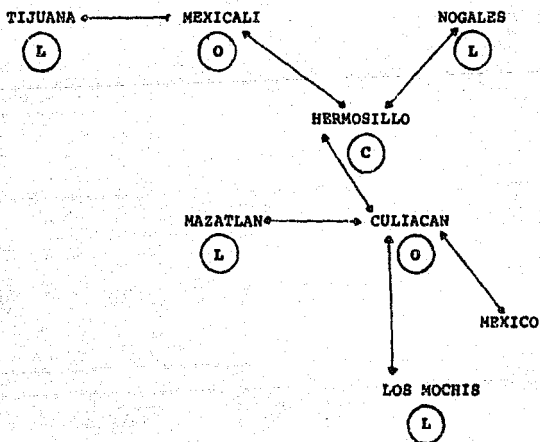 TIJUANA MEXICALI NOGALES
L O L
HERMOSILLO
C
MAZATLAN CULIACAN
L O
MEXICO
LOS MOCHIS
L